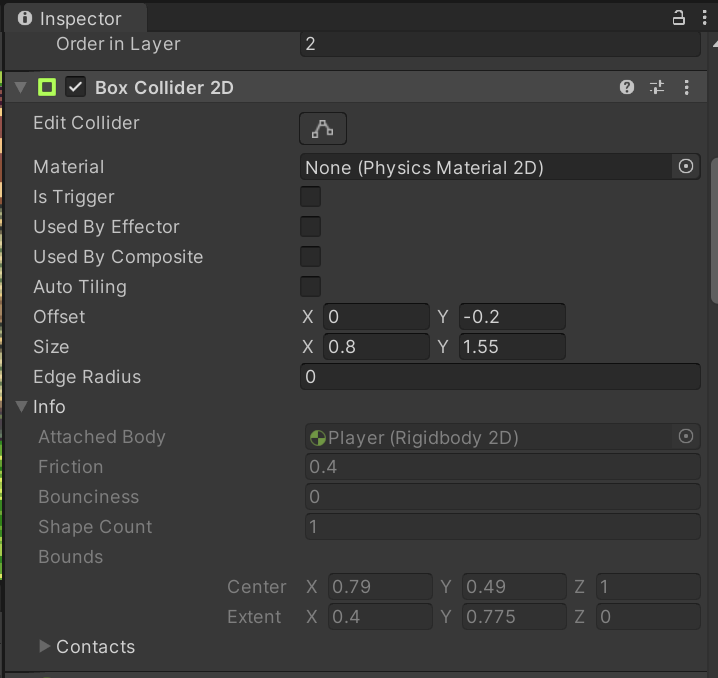 Inspector
Order in Layer 2
Box Collider 2D
Edit Collider
Material None (Physics Material 2D)
Is Trigger
Used By Effector
Used By Composite
Auto Tiling
Offset X 0 Y -0.2
Size X 0.8 Y 1.55
Edge Radius 0
Info
Attached Body Player (Rigidbody 2D)
Friction 0.4
Bounciness 0
Shape Count 1
Bounds
Center X 0.79 Y 0.49 Z 1
Extent X 0.4 Y 0.775 Z 0
Contacts